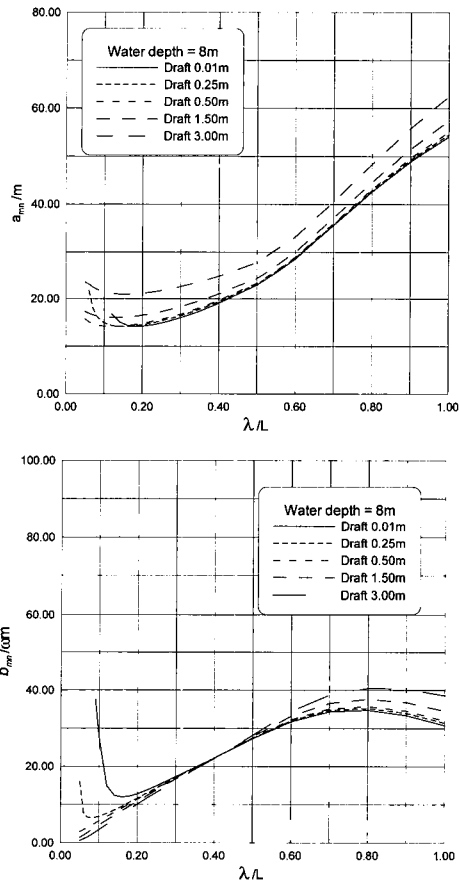 80.00
Water depth = 8m
Draft 0.01m
Draft 0.25m
Draft 0.50m
Draft 1.50m
Draft 3.00m
60.00
a_mn/m
40.00
20.00
0.00
0.00 0.20 0.40 0.60 0.80 1.00
λ/L
100.00
Water depth = 8m
Draft 0.01m
Draft 0.25m
Draft 0.50m
Draft 1.50m
Draft 3.00m
80.00
60.00
b_mn/ωm
40.00
20.00
0.00
0.00 0.20 0.40 0.60 0.80 1.00
λ/L